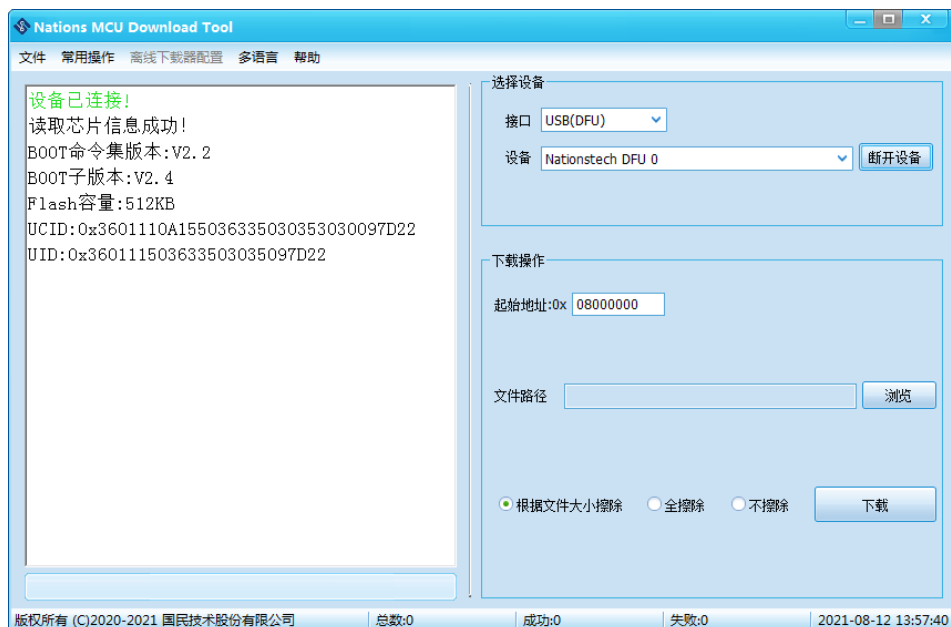 Nations MCU Download Tool
文件 常用操作 离线下载器配置 多语言 帮助
设备已连接!
读取芯片信息成功!
BOOT命令集版本:V2.2
BOOT子版本:V2.4
Flash容量:512KB
UCID:0x3601110A155036335030353030097D22
UID:0x360111503633503035097D22
选择设备
接口 USB(DFU)
设备 Nationstech DFU 0 断开设备
下载操作
起始地址:0x 08000000
文件路径 浏览
根据文件大小擦除 全擦除 不擦除 下载
版权所有 (C)2020-2021 国民技术股份有限公司 总数:0 成功:0 失败:0 2021-08-12 13:57:40